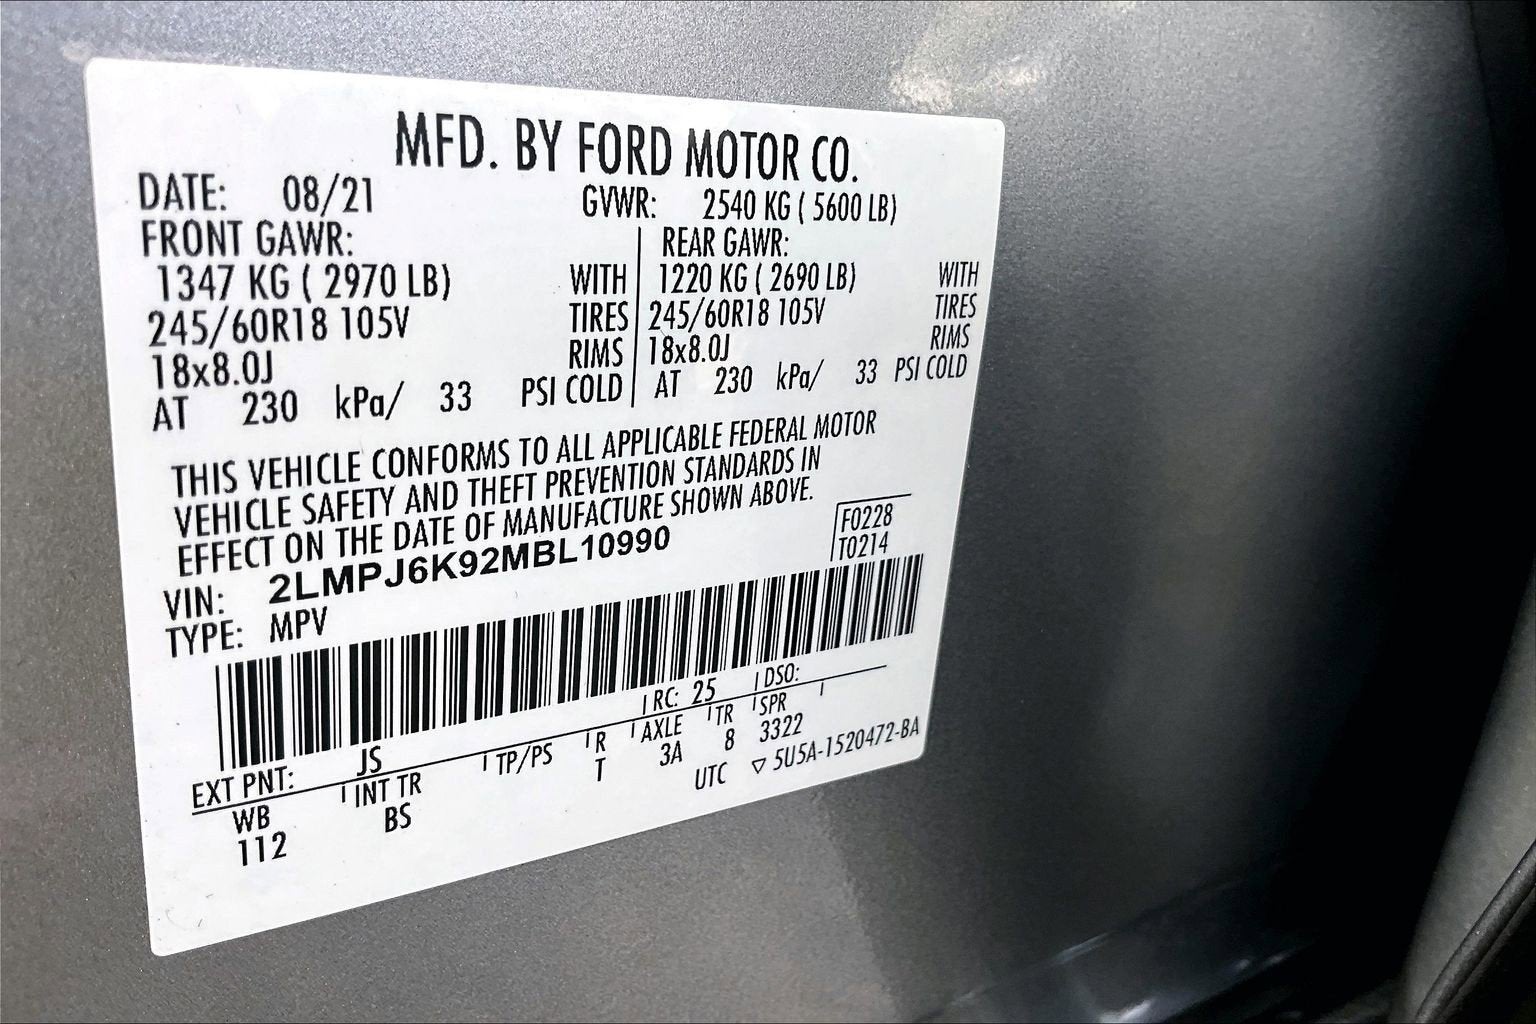 MFD. BY FORD MOTOR CO.
DATE: 08/21 GVWR: 2540 KG ( 5600 LB)
FRONT GAWR: REAR GAWR:
1347 KG ( 2970 LB) WITH 1220 KG ( 2690 LB) WITH
245/60R18 105V TIRES 245/60R18 105V TIRES
18x8.0J RIMS 18x8.0J RIMS
AT 230 kPa/ 33 PSI COLD AT 230 kPa/ 33 PSI COLD
THIS VEHICLE CONFORMS TO ALL APPLICABLE FEDERAL MOTOR
VEHICLE SAFETY AND THEFT PREVENTION STANDARDS IN
EFFECT ON THE DATE OF MANUFACTURE SHOWN ABOVE.
F0228
T0214
VIN: 2LMPJ6K92MBL10990
TYPE: MPV
EXT PNT: JS RC: 25 DSO:
WB INT TR TP/PS R AXLE TR SPR
112 BS T 3A 8 3322
UTC ▽ 5U5A-1520472-BA